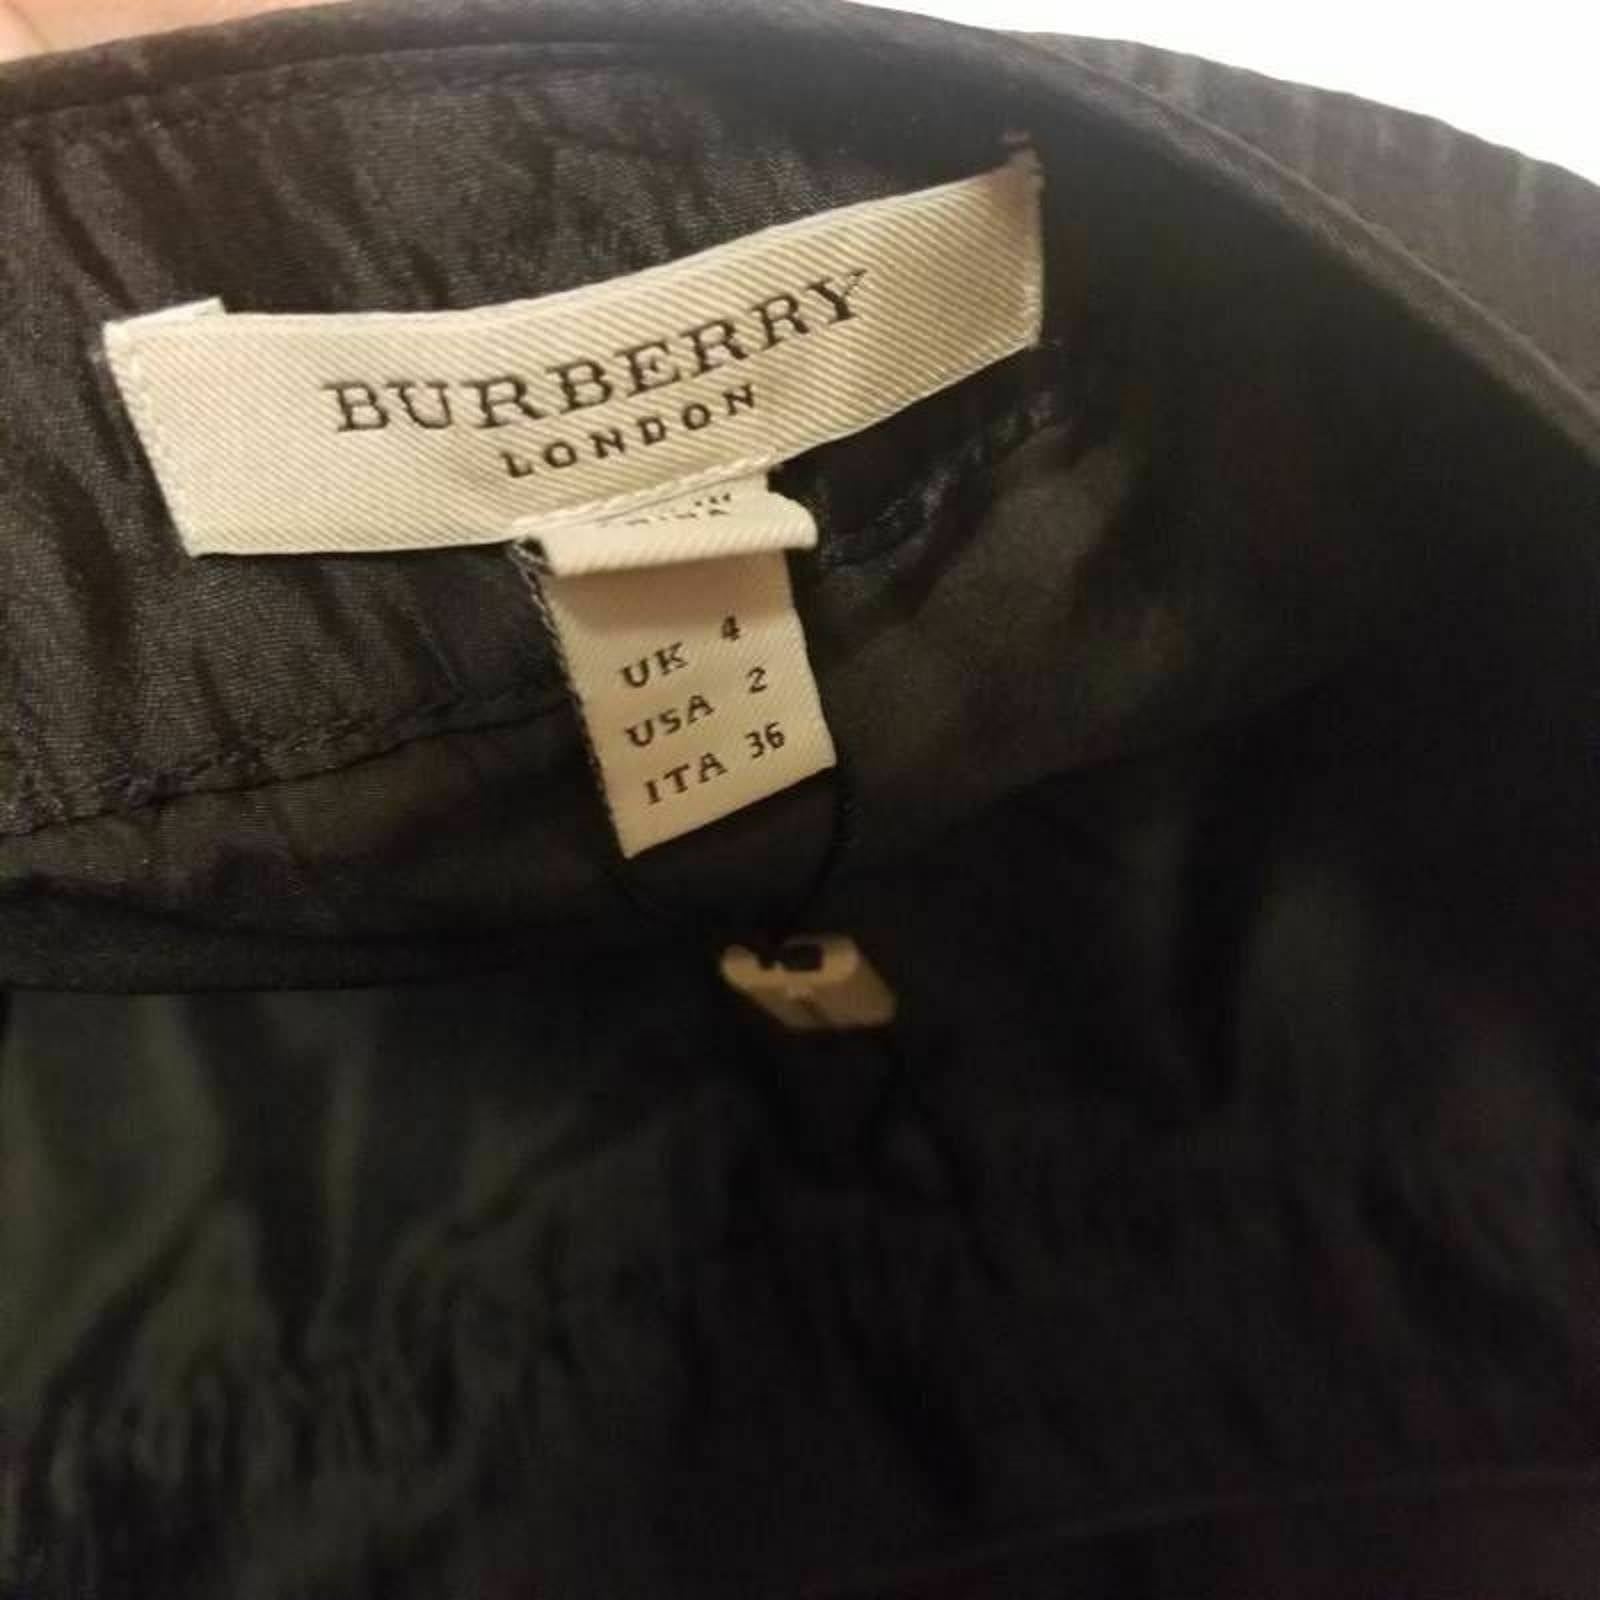 BURBERRY
LONDON
UK 4
USA 2
ITA 36